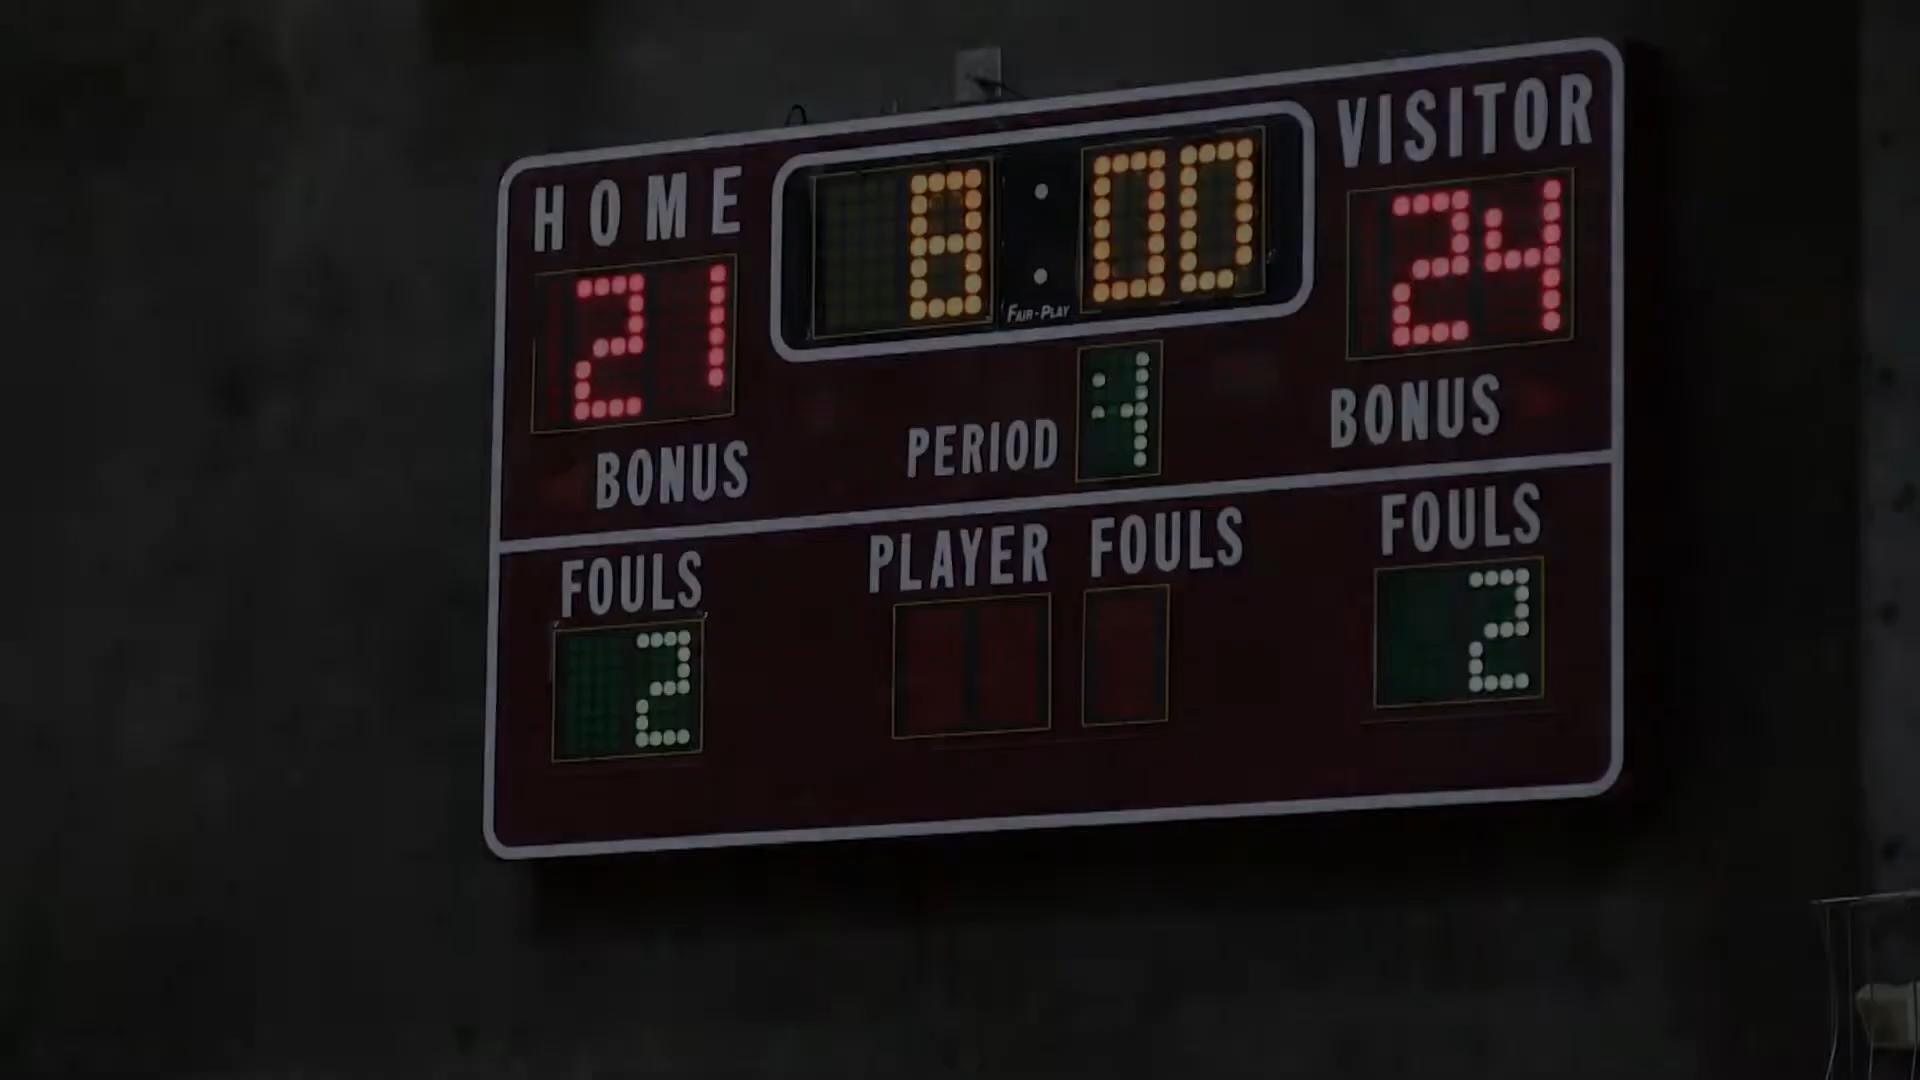 HOME 8:00 VISITOR
21 24
FAIR-PLAY
BONUS PERIOD 4 BONUS
FOULS PLAYER FOULS FOULS
2 2